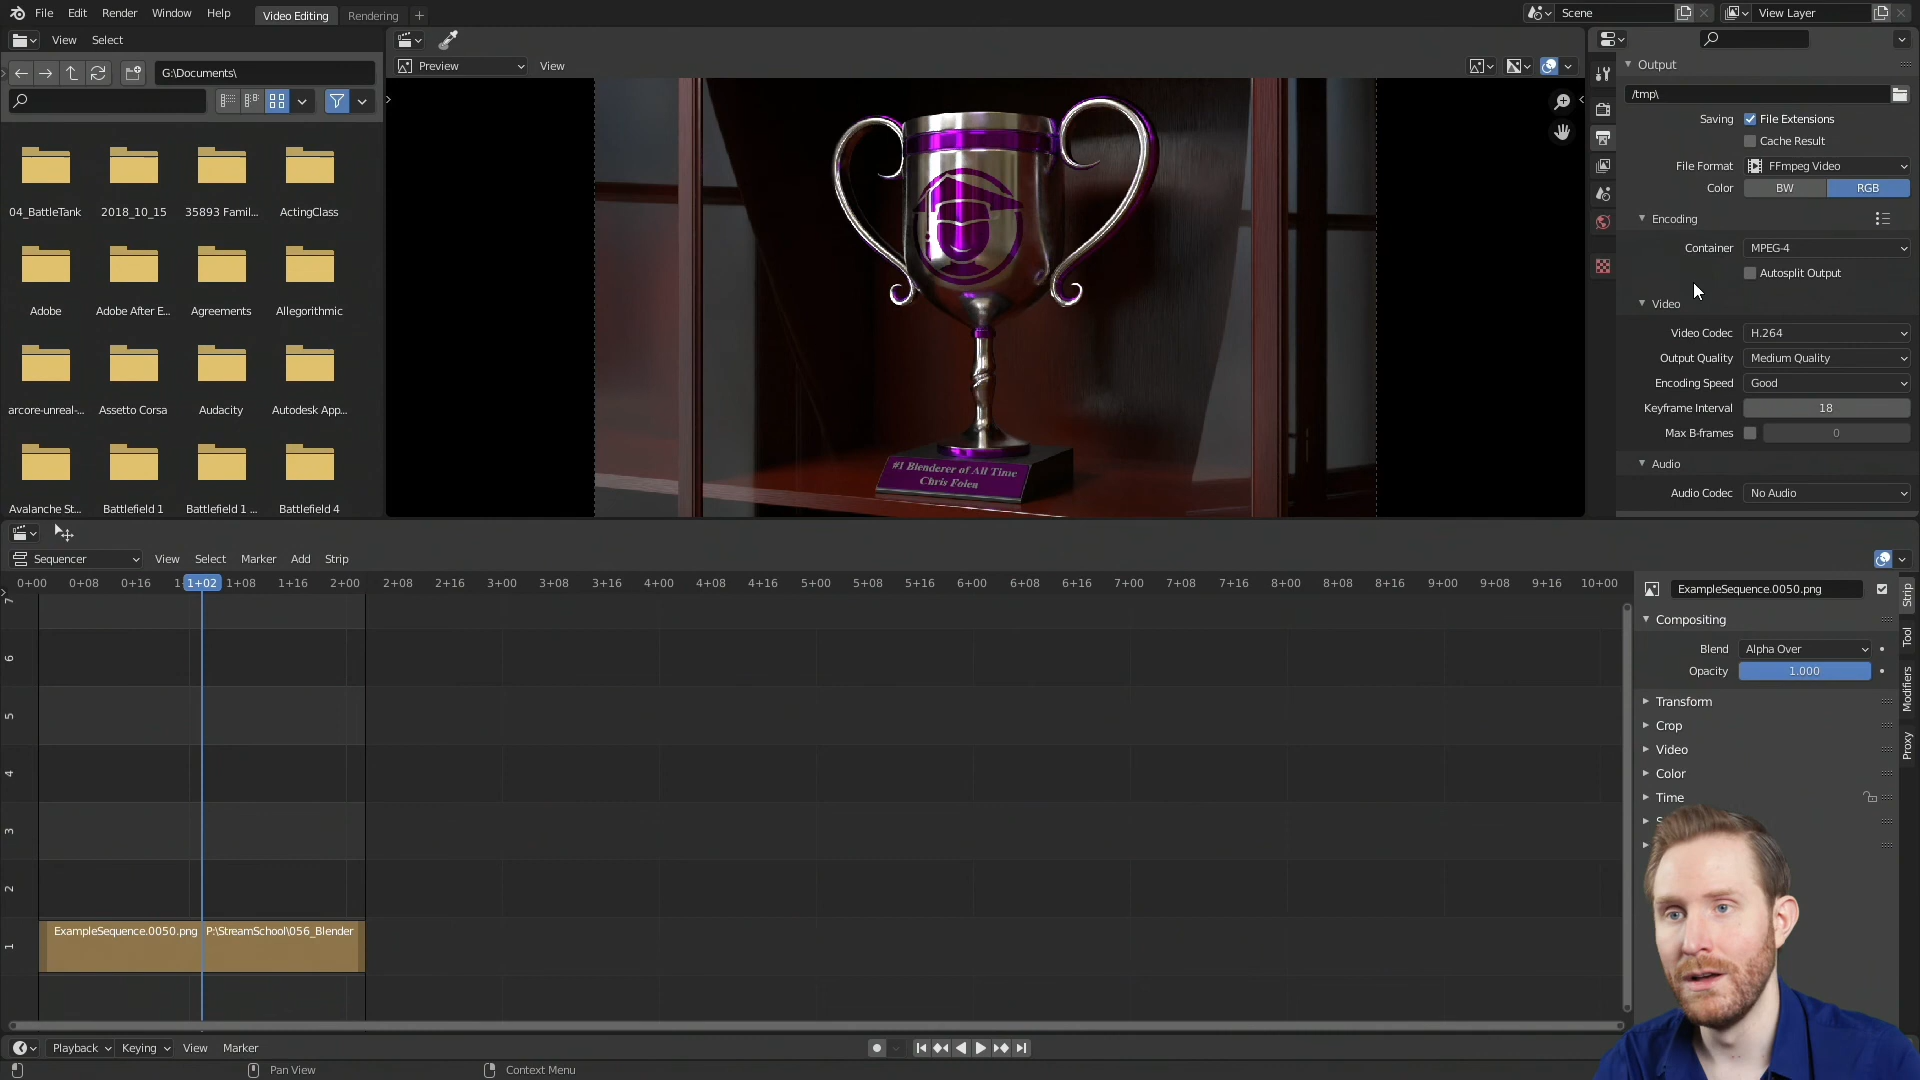 File Edit Render Window Help Video Editing Rendering + Scene View Layer
View Select
G:\Documents\
Preview View
04_BattleTank 2018_10_15 35893 Famil... ActingClass
Adobe Adobe After E... Agreements Allegorithmic
arcore-unreal-... Assetto Corsa Audacity Autodesk App...
Avalanche St... Battlefield 1 Battlefield 1 ... Battlefield 4
#1 Blenderer of All Time
Chris Folea
Output
/tmp\
Saving File Extensions
Cache Result
File Format FFmpeg Video
Color BW RGB
Encoding
Container MPEG-4
Autosplit Output
Video
Video Codec H.264
Output Quality Medium Quality
Encoding Speed Good
Keyframe Interval 18
Max B-frames 0
Audio
Audio Codec No Audio
Sequencer View Select Marker Add Strip
0+00 0+08 0+16 1+02 1+08 1+16 2+00 2+08 2+16 3+00 3+08 3+16 4+00 4+08 4+16 5+00 5+08 5+16 6+00 6+08 6+16 7+00 7+08 7+16 8+00 8+08 8+16 9+00 9+08 9+16 10+00
7
6
5
4
3
2
1
ExampleSequence.0050.png P:\StreamSchool\056_Blender
ExampleSequence.0050.png
Compositing
Blend Alpha Over
Opacity 1.000
Transform
Crop
Video
Color
Time
Strip
Tool
Modifiers
Proxy
Playback Keying View Marker
Pan View Context Menu